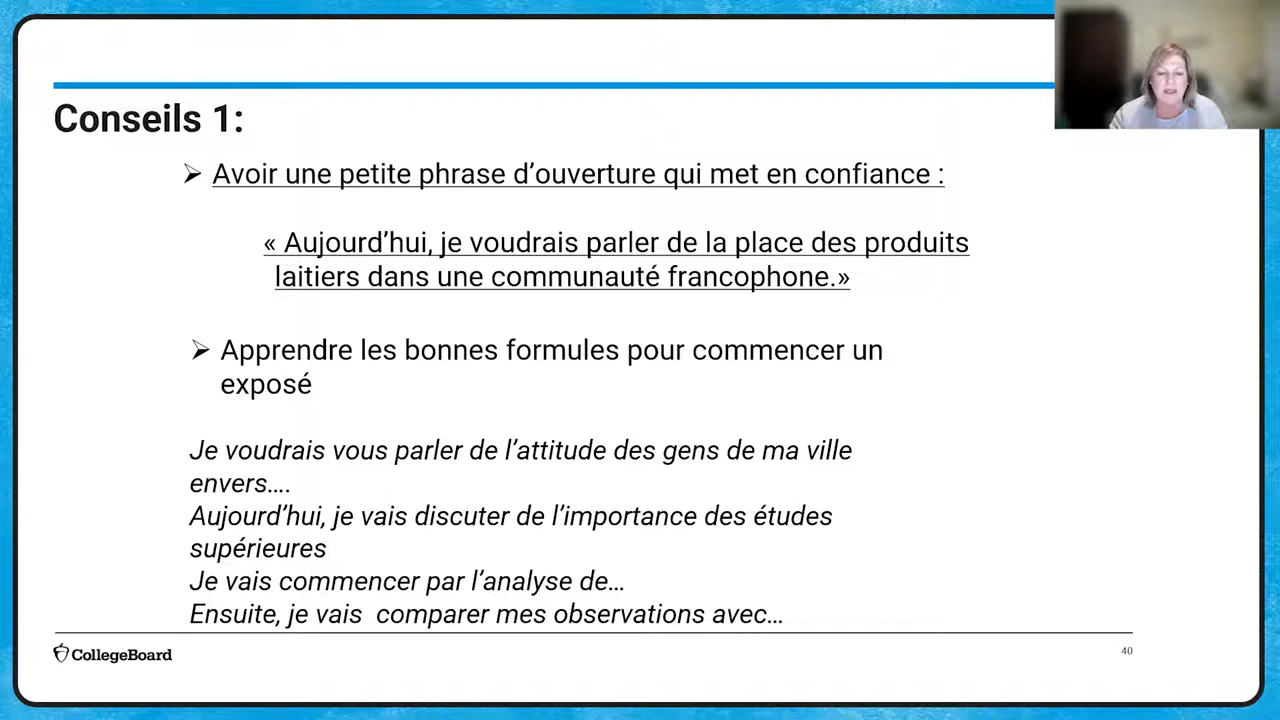 Conseils 1:
➢ Avoir une petite phrase d’ouverture qui met en confiance :
« Aujourd’hui, je voudrais parler de la place des produits
laitiers dans une communauté francophone.»
➢ Apprendre les bonnes formules pour commencer un
exposé
Je voudrais vous parler de l’attitude des gens de ma ville
envers….
Aujourd’hui, je vais discuter de l’importance des études
supérieures
Je vais commencer par l’analyse de…
Ensuite, je vais  comparer mes observations avec…
CollegeBoard
40